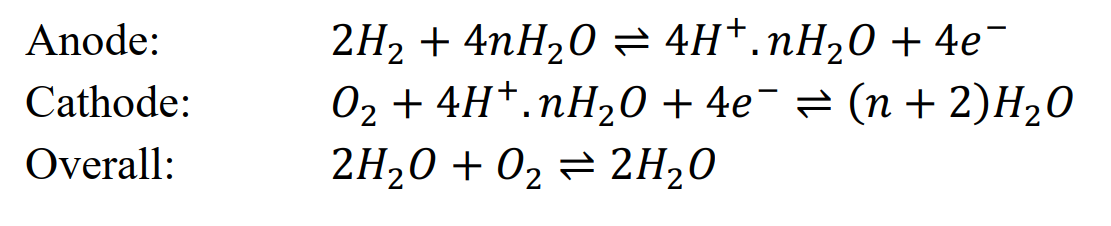 Anode: 2H₂ + 4nH₂O ⇌ 4H⁺.nH₂O + 4e⁻
Cathode: O₂ + 4H⁺.nH₂O + 4e⁻ ⇌ (n + 2)H₂O
Overall: 2H₂O + O₂ ⇌ 2H₂O